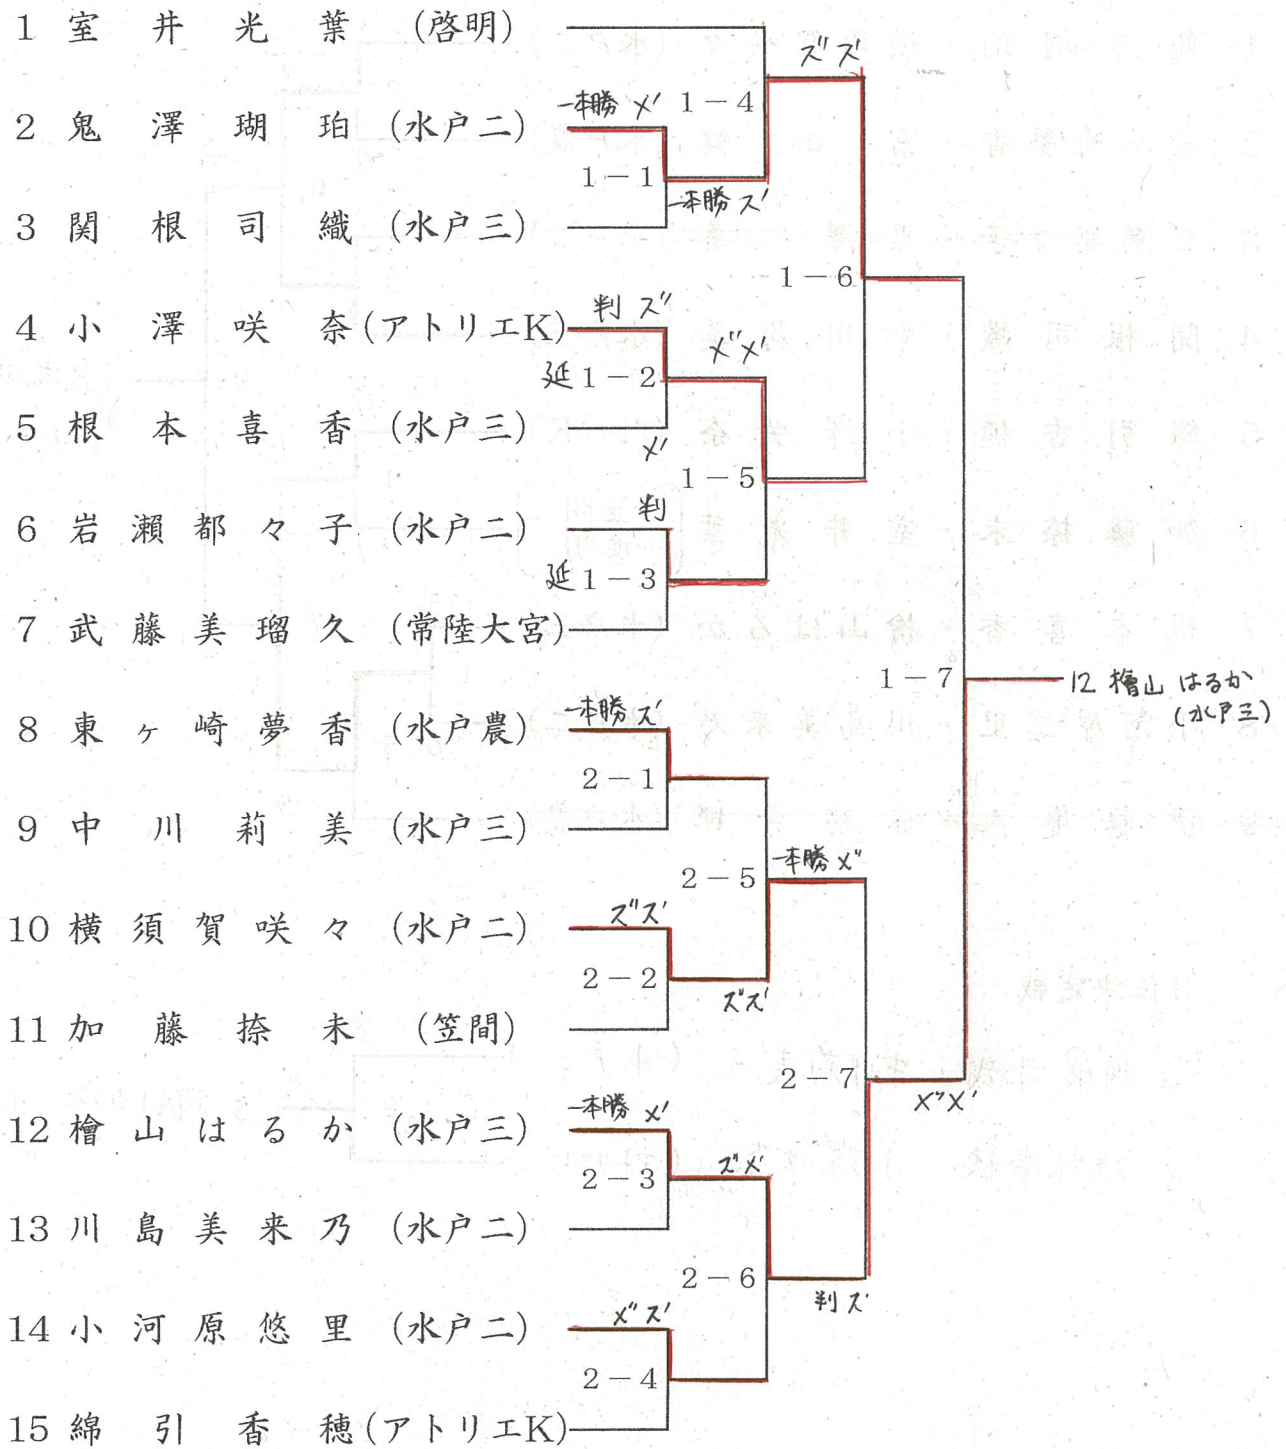 1 室井光葉 (啓明)
ズ" ズ'
一本勝 メ' 1-4
2 鬼澤瑚珀 (水戸二)
1-1
一本勝 ズ'
3 関根司織 (水戸三)
1-6
判 ズ"
4 小澤咲奈 (アトリエK)
メ"メ'
延 1-2
5 根本喜香 (水戸三)
メ'
1-5
判
6 岩瀬都々子 (水戸二)
延 1-3
7 武藤美瑠久 (常陸大宮)
1-7 12 檜山 はるか
(水戸三)
一本勝 ズ'
8 東ヶ崎夢香 (水戸農)
2-1
9 中川莉美 (水戸三)
2-5 一本勝 メ"
ズ"ズ'
10 横須賀咲々 (水戸二)
2-2
ズ"ズ'
11 加藤捺未 (笠間)
2-7
メ"メ'
一本勝 メ'
12 檜山はるか (水戸三)
ズ"メ'
2-3
13 川島美来乃 (水戸二)
2-6
判 ズ'
メ" ズ'
14 小河原悠里 (水戸二)
2-4
15 綿引香穂 (アトリエK)